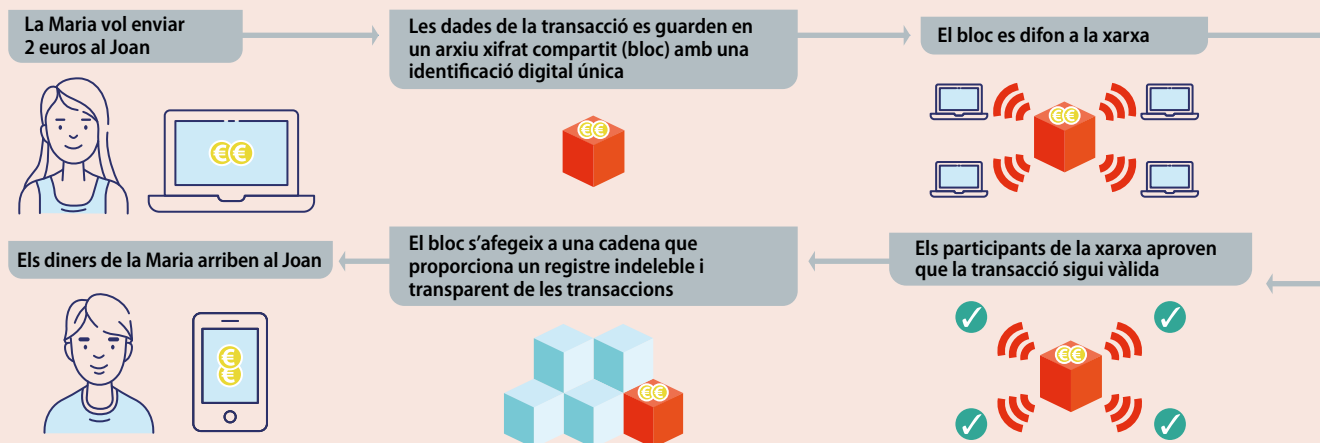 La Maria vol enviar
2 euros al Joan
Les dades de la transacció es guarden en
un arxiu xifrat compartit (bloc) amb una
identificació digital única
El bloc es difon a la xarxa
Els participants de la xarxa aproven
que la transacció sigui vàlida
El bloc s’afegeix a una cadena que
proporciona un registre indeleble i
transparent de les transaccions
Els diners de la Maria arriben al Joan